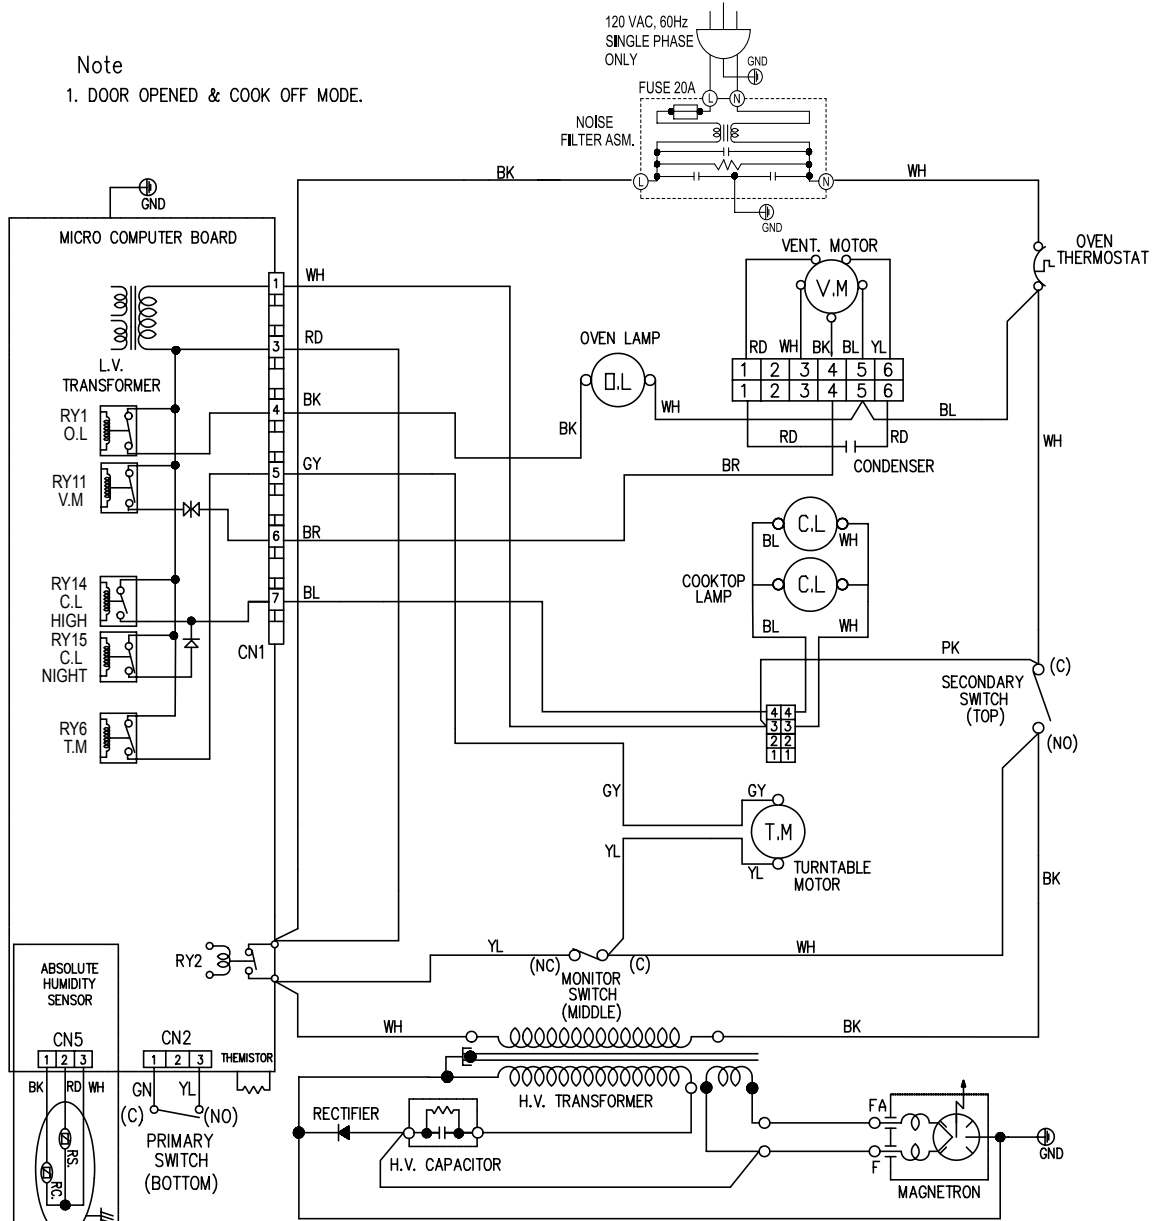 120 VAC, 60Hz
SINGLE PHASE
ONLY
GND
FUSE 20A
L
N
NOISE
FILTER ASM.
L
N
GND
Note
1. DOOR OPENED & COOK OFF MODE.
BK
WH
GND
MICRO COMPUTER BOARD
OVEN
THERMOSTAT
VENT. MOTOR
V.M
RD WH BK BL YL
1 2 3 4 5 6
1 2 3 4 5 6
BL
RD
RD
CONDENSER
BR
1
WH
3
RD
L.V.
TRANSFORMER
OVEN LAMP
O.L
BK
WH
RY1
O.L
4
BK
RY11
V.M
5
GY
6
BR
WH
RY14
C.L
HIGH
7
BL
RY15
C.L
NIGHT
CN1
RY6
T.M
C.L
BL
WH
COOKTOP
LAMP
C.L
BL
WH
PK
(C)
SECONDARY
SWITCH
(TOP)
(NO)
4 4
3 3
2 2
1 1
GY
GY
T.M
YL
YL
TURNTABLE
MOTOR
BK
RY2
YL
(NC)
(C)
WH
MONITOR
SWITCH
(MIDDLE)
WH
BK
ABSOLUTE
HUMIDITY
SENSOR
CN5
1 2 3
BK RD WH
RS.
RC.
CN2
1 2 3
GN YL
(C)
(NO)
PRIMARY
SWITCH
(BOTTOM)
THEMISTOR
H.V. TRANSFORMER
RECTIFIER
H.V. CAPACITOR
FA
F
MAGNETRON
GND